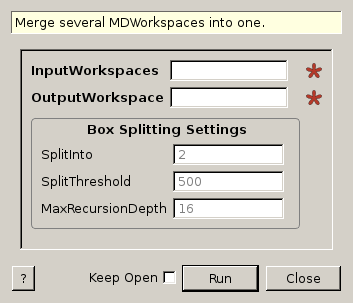 Merge several MDWorkspaces into one.
InputWorkspaces
OutputWorkspace
Box Splitting Settings
SplitInto 2
SplitThreshold 500
MaxRecursionDepth 16
? Keep Open Run Close